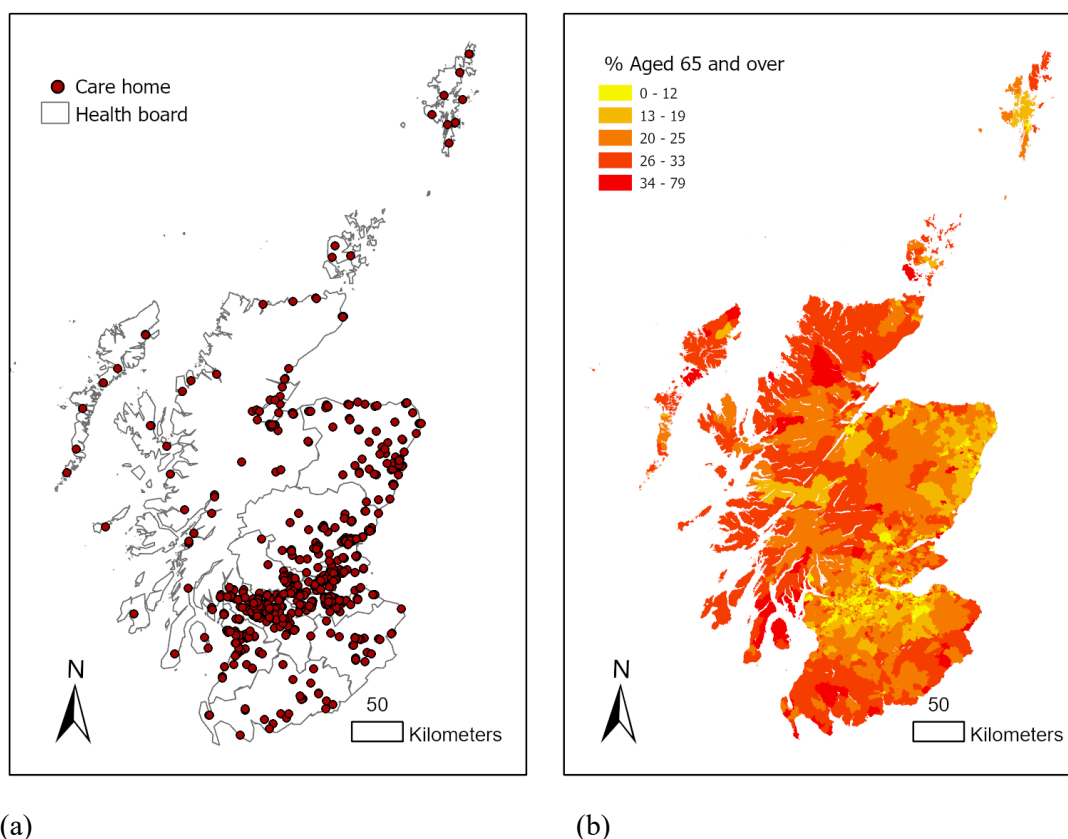 Care home
Health board
N
50
Kilometers
% Aged 65 and over
0 - 12
13 - 19
20 - 25
26 - 33
34 - 79
N
50
Kilometers
(a)
(b)